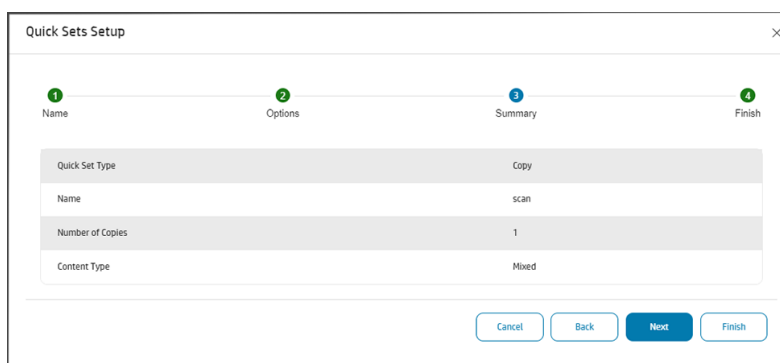 Quick Sets Setup
1 2 3 4
Name Options Summary Finish
Quick Set Type Copy
Name scan
Number of Copies 1
Content Type Mixed
Cancel Back Next Finish